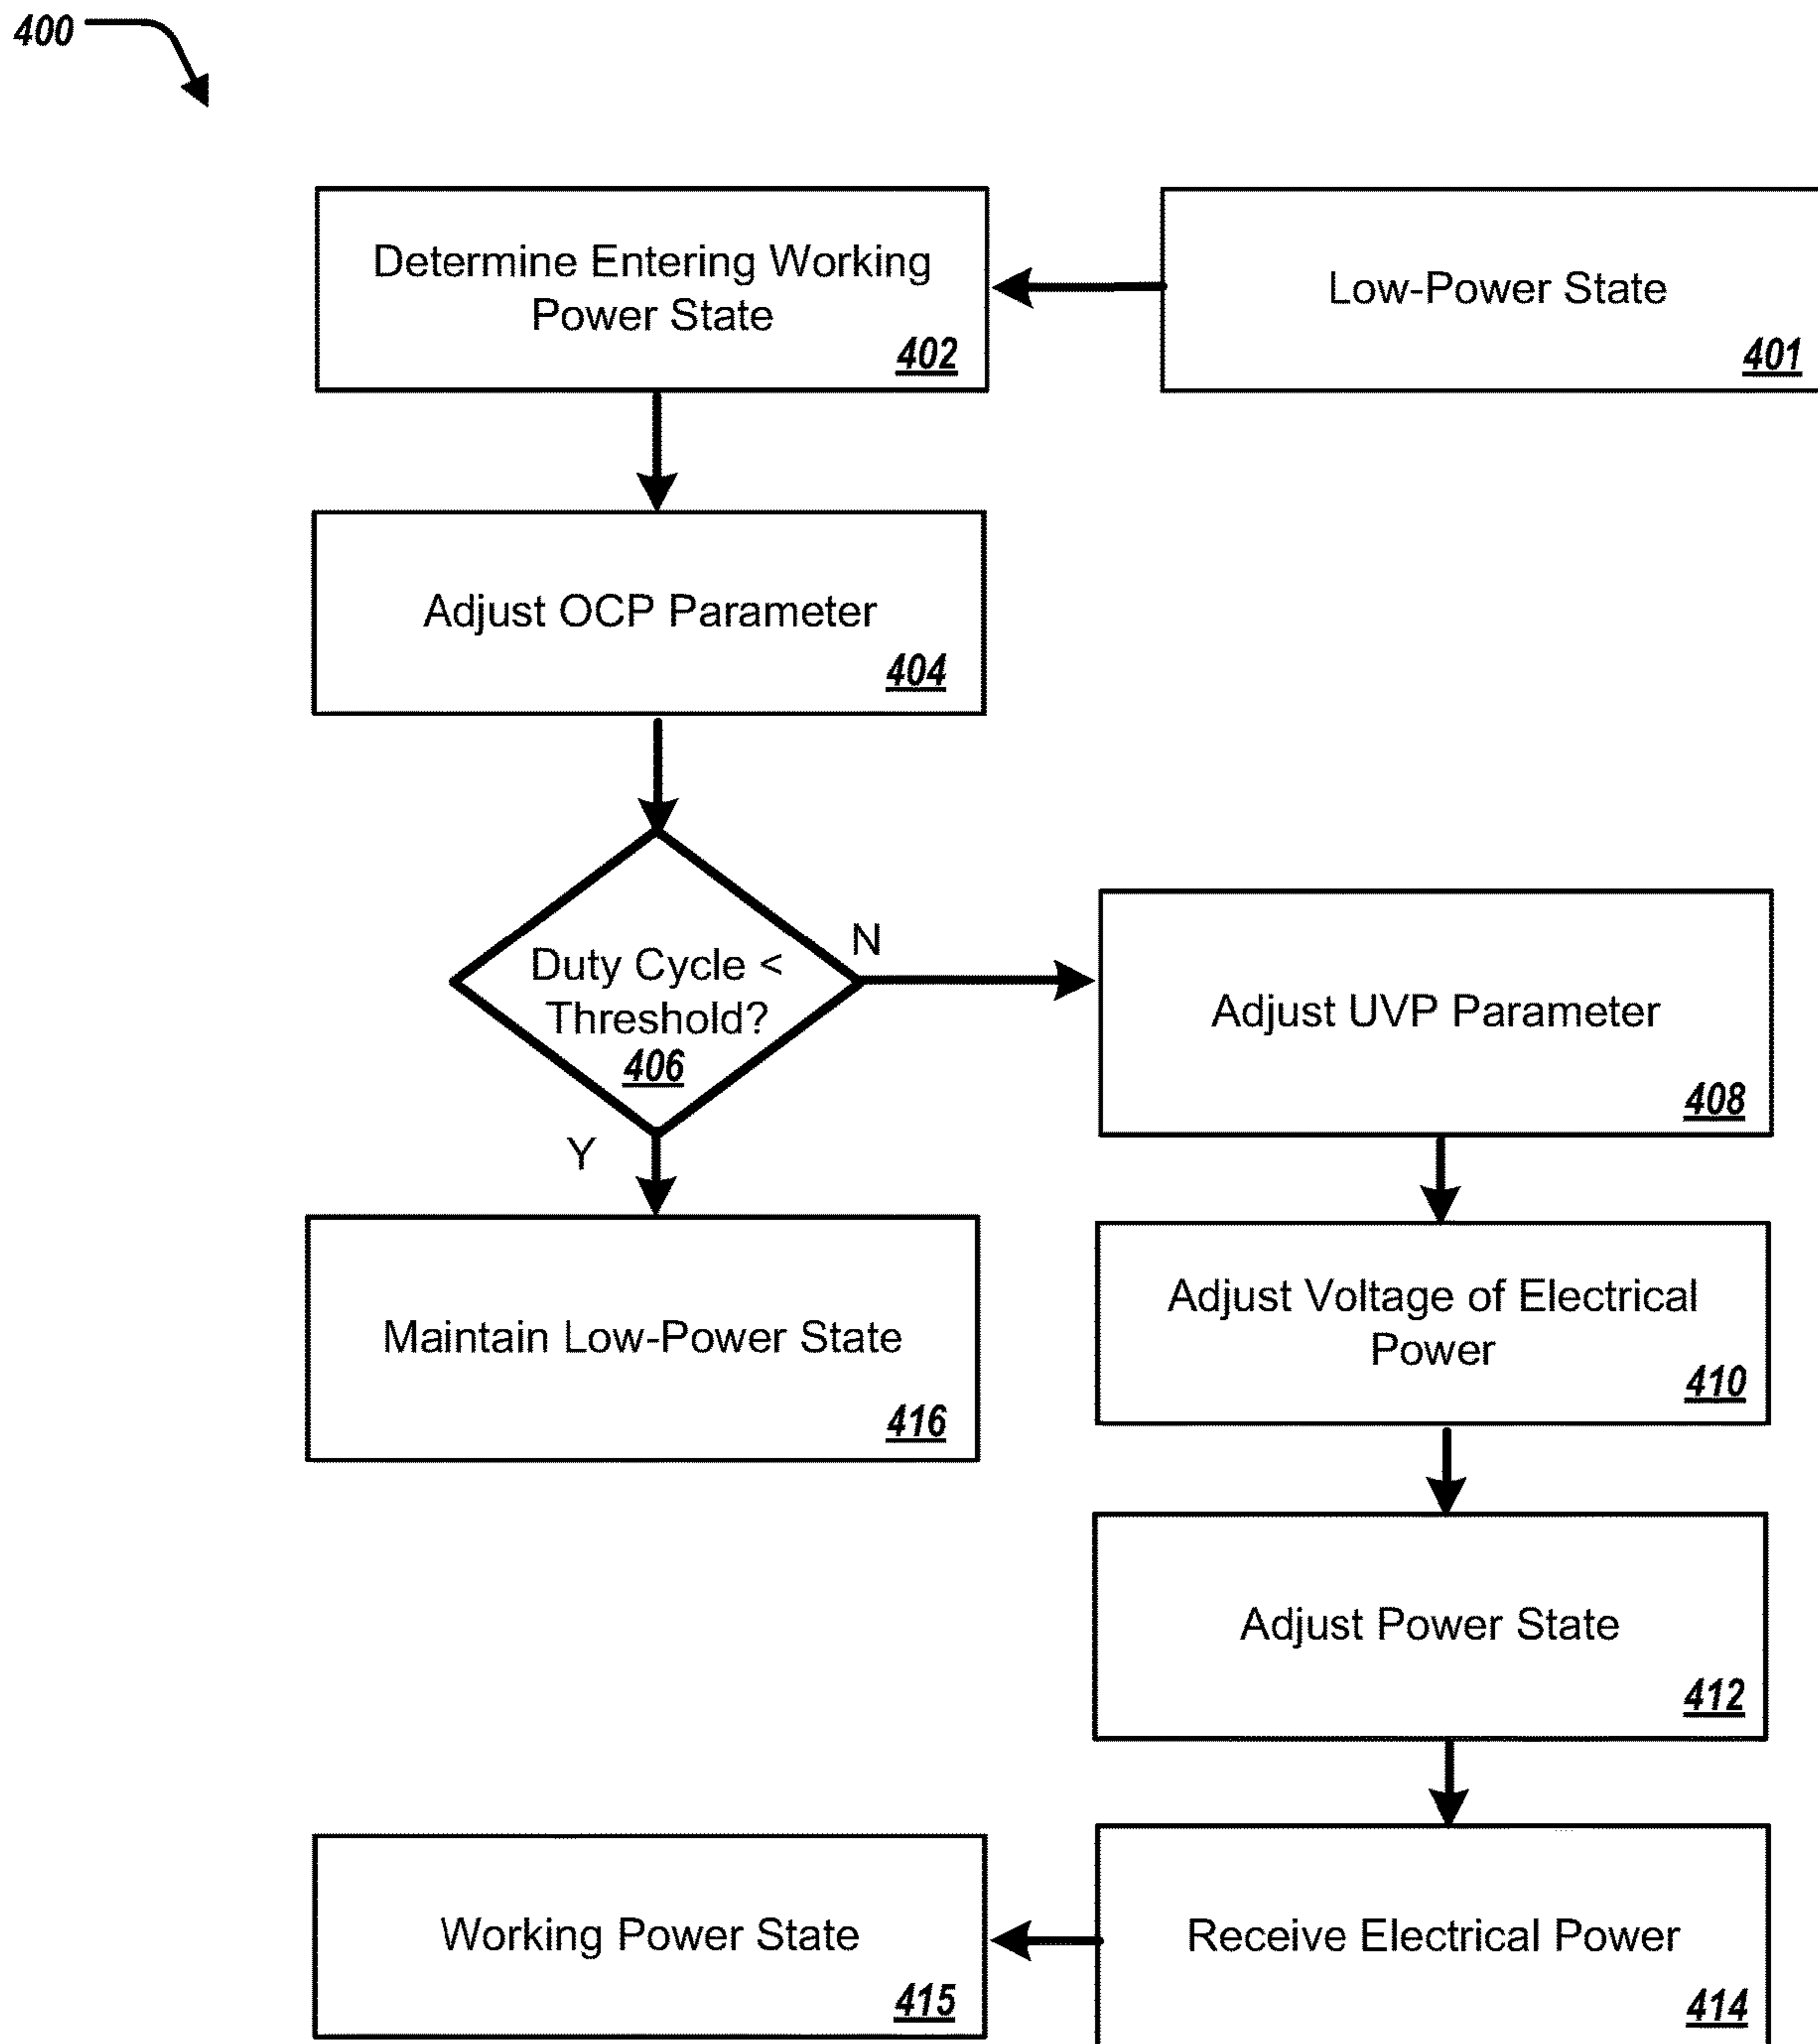 400
Determine Entering Working
Power State
402
Low-Power State
401
Adjust OCP Parameter
404
Duty Cycle <
Threshold?
406
N
Y
Adjust UVP Parameter
408
Maintain Low-Power State
416
Adjust Voltage of Electrical
Power
410
Adjust Power State
412
Working Power State
415
Receive Electrical Power
414